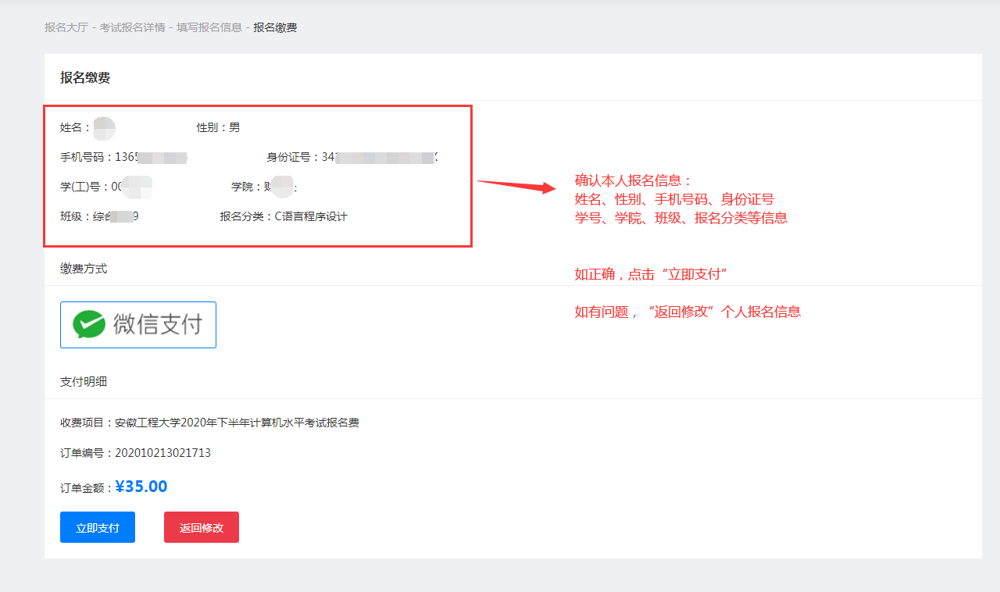 报名大厅 - 考试报名详情 - 填写报名信息 - 报名缴费
报名缴费
姓名： 性别：男
手机号码：1365 身份证号：34
学(工)号：00 学院：
班级：综合 9 报名分类：C语言程序设计
确认本人报名信息：
姓名、性别、手机号码、身份证号
学号、学院、班级、报名分类等信息
缴费方式
如正确，点击“立即支付”
如有问题，“返回修改”个人报名信息
微信支付
支付明细
收费项目：安徽工程大学2020年下半年计算机水平考试报名费
订单编号：202010213021713
订单金额：¥35.00
立即支付 返回修改